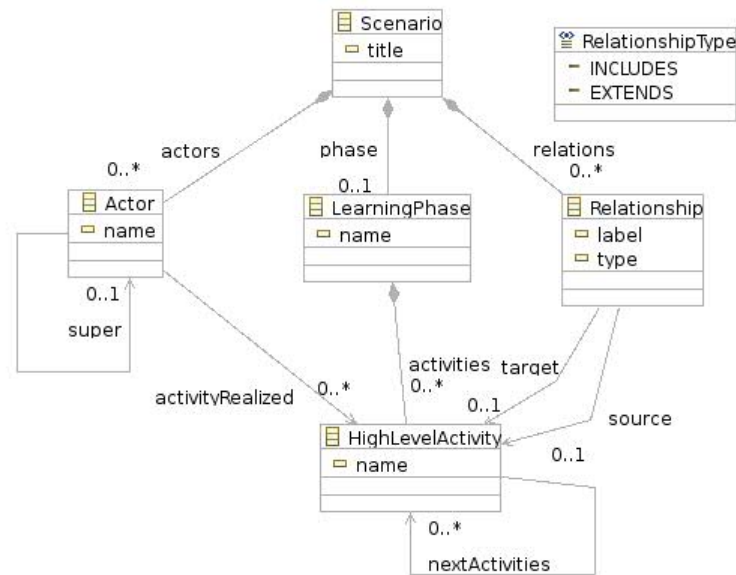 Scenario
title
RelationshipType
INCLUDES
EXTENDS
actors
phase
relations
0..*
0..1
0..*
Actor
name
LearningPhase
name
Relationship
label
type
0..1
super
activities
target
activityRealized
0..*
0..*
0..1
source
HighLevelActivity
name
0..1
0..*
nextActivities